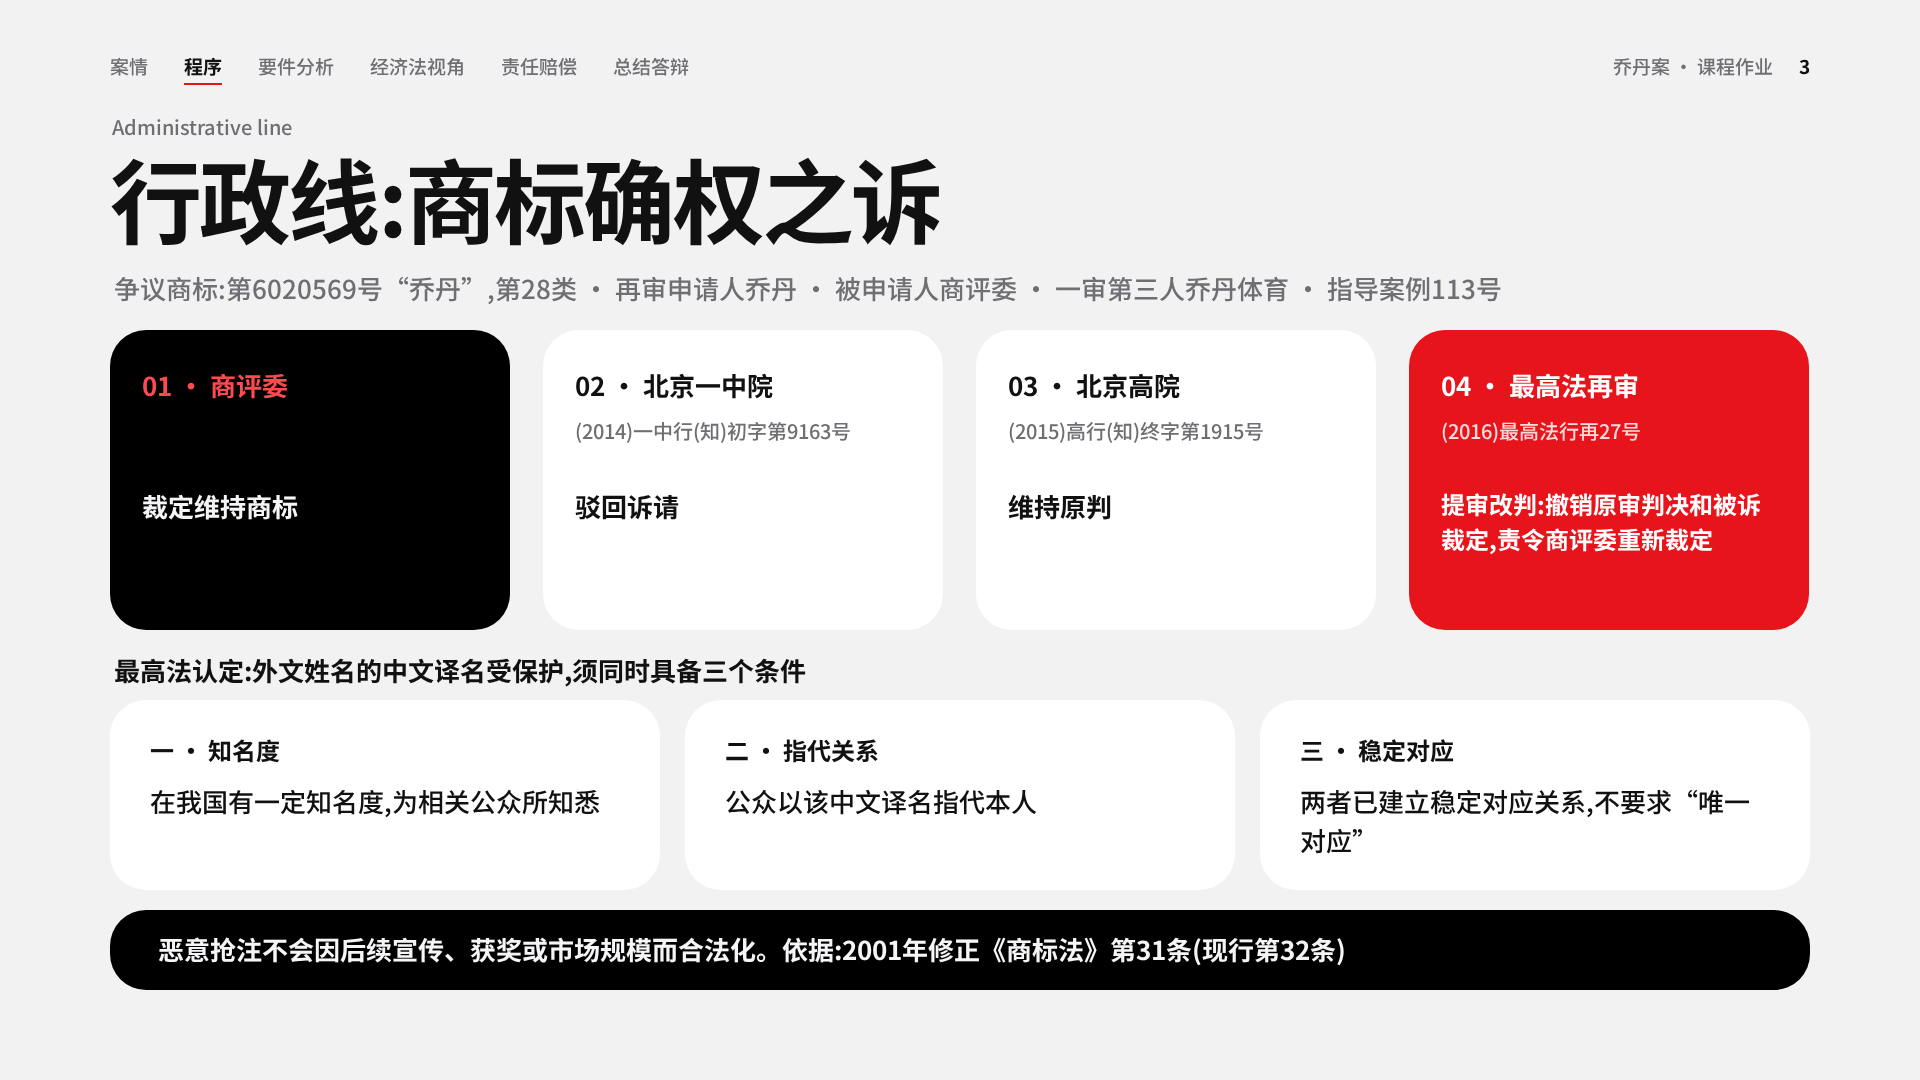 案情 程序 要件分析 经济法视角 责任赔偿 总结答辩 乔丹案 · 课程作业 3
Administrative line
行政线:商标确权之诉
争议商标:第6020569号“乔丹”,第28类 · 再审申请人乔丹 · 被申请人商评委 · 一审第三人乔丹体育 · 指导案例113号
01 · 商评委
裁定维持商标
02 · 北京一中院
(2014)一中行(知)初字第9163号
驳回诉请
03 · 北京高院
(2015)高行(知)终字第1915号
维持原判
04 · 最高法再审
(2016)最高法行再27号
提审改判:撤销原审判决和被诉
裁定,责令商评委重新裁定
最高法认定:外文姓名的中文译名受保护,须同时具备三个条件
一 · 知名度
在我国有一定知名度,为相关公众所知悉
二 · 指代关系
公众以该中文译名指代本人
三 · 稳定对应
两者已建立稳定对应关系,不要求“唯一
对应”
恶意抢注不会因后续宣传、获奖或市场规模而合法化。依据:2001年修正《商标法》第31条(现行第32条)